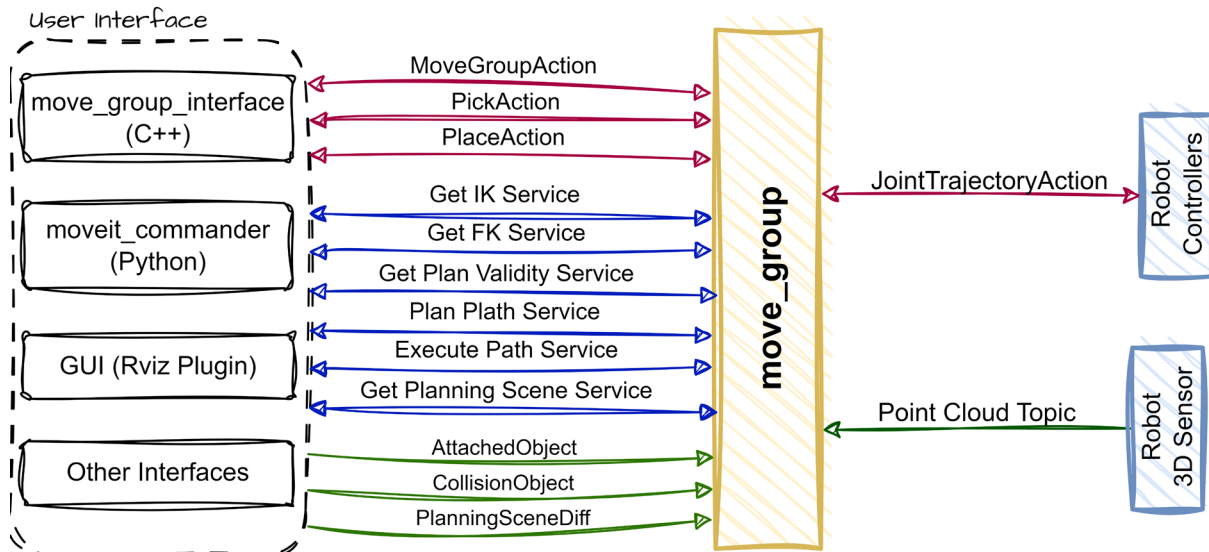 User Interface
move_group_interface
(C++)
moveit_commander
(Python)
GUI (Rviz Plugin)
Other Interfaces
MoveGroupAction
PickAction
PlaceAction
Get IK Service
Get FK Service
Get Plan Validity Service
Plan Plath Service
Execute Path Service
Get Planning Scene Service
AttachedObject
CollisionObject
PlanningSceneDiff
move_group
JointTrajectoryAction
Point Cloud Topic
Robot
Controllers
Robot
3D Sensor